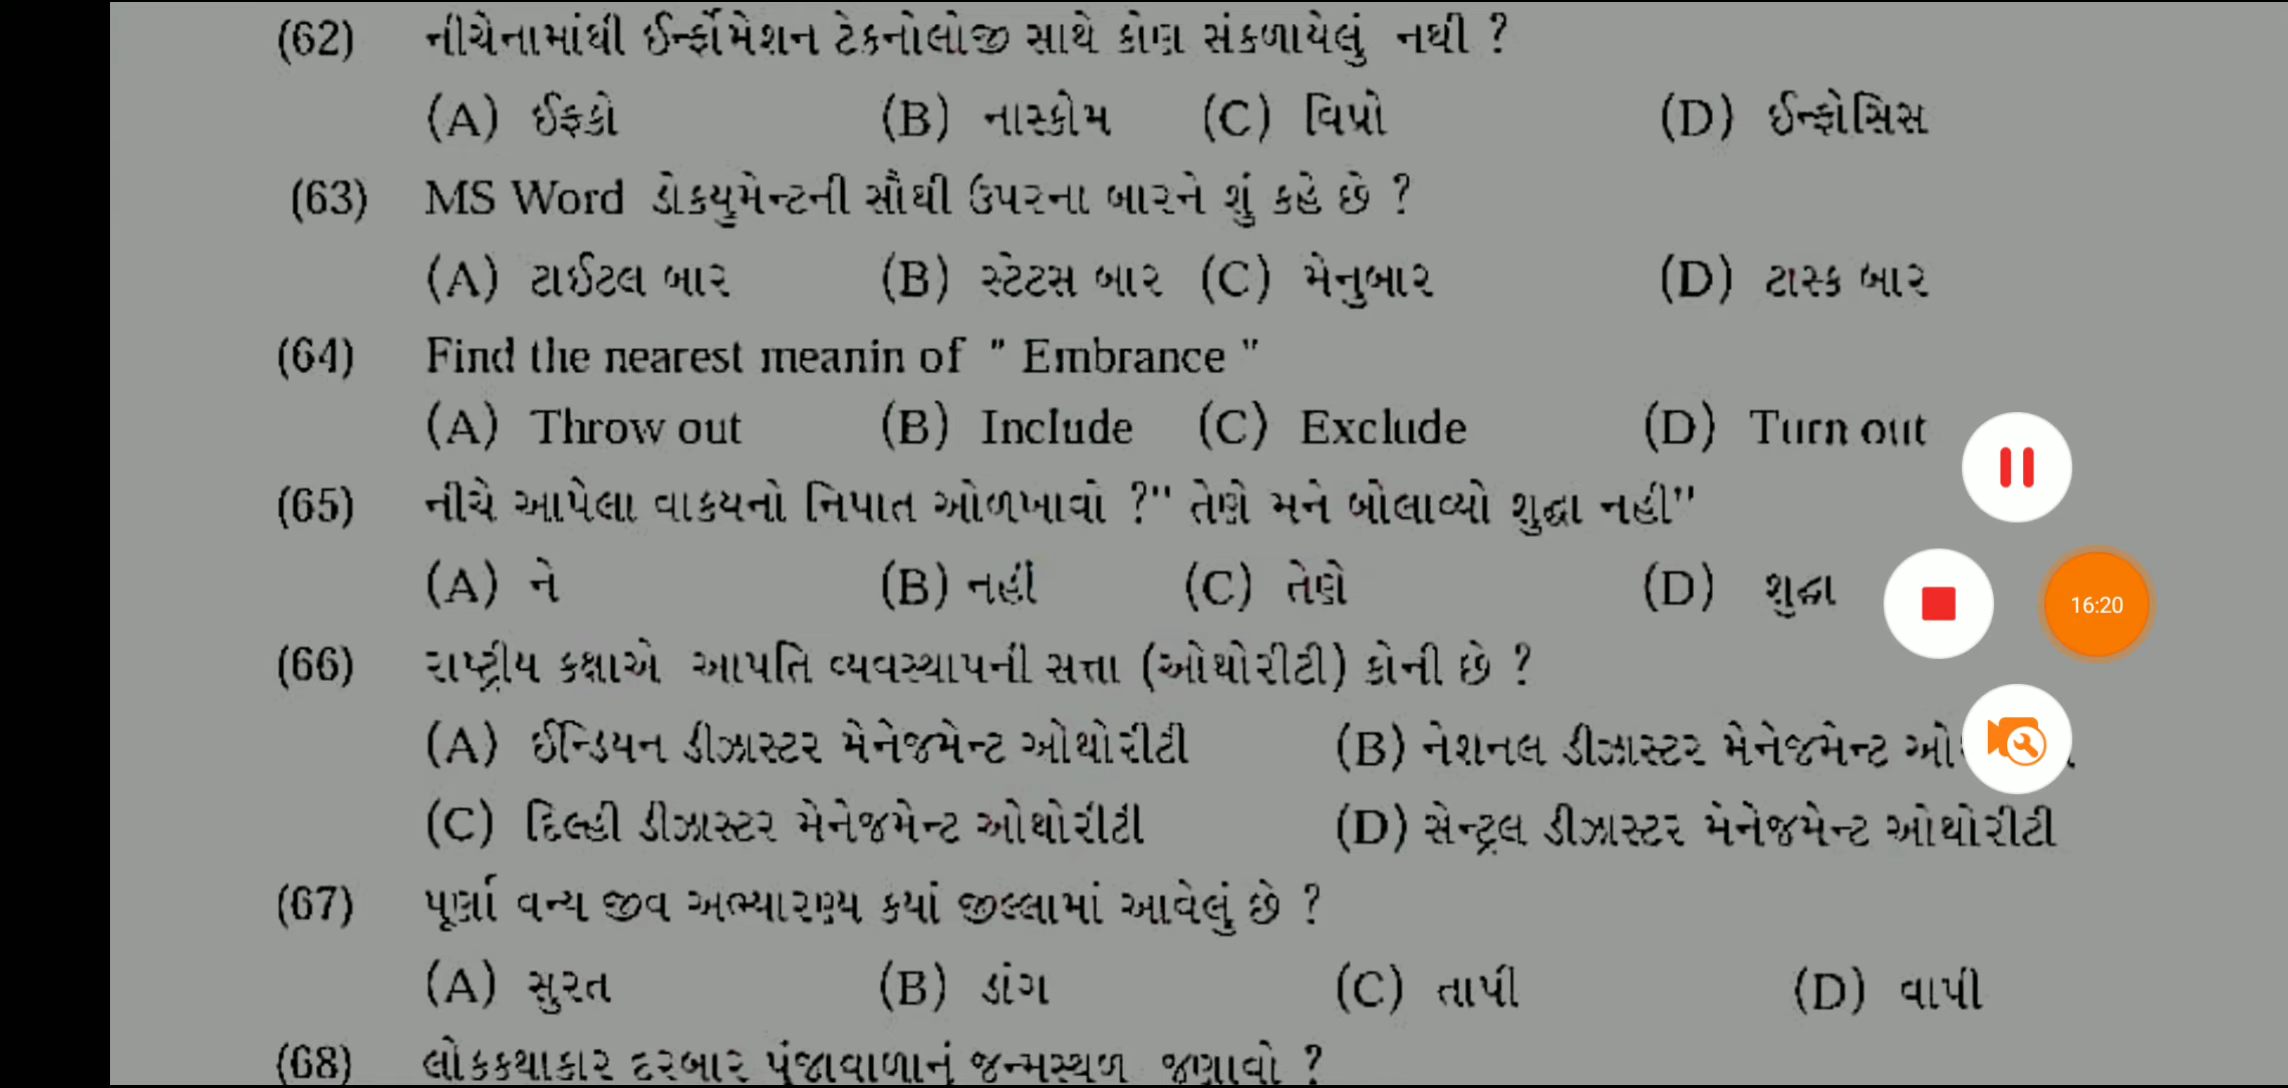 (62) નીચેનામાંથી ઈન્ફોંમેશન ટેકનોલોજી સાથે કોણ સંકળાયેલું નથી ?
(A) ઈફકો (B) નાસ્કોમ (C) વિપ્રો (D) ઈન્ફોસિસ
(63) MS Word ડોકયુમેન્ટની સૌથી ઉપરના બારને શું કહે છે ?
(A) ટાઈટલ બાર (B) સ્ટેટસ બાર (C) મેનુબાર (D) ટાસ્ક બાર
(64) Find the nearest meanin of " Embrance "
(A) Throw out (B) Include (C) Exclude (D) Turn out
(65) નીચે આપેલા વાકયનો નિપાત ઓળખાવો ?" તેણે મને બોલાવ્યો શુદ્ધા નહીં"
(A) ને (B) નહીં (C) તેણે (D) શુદ્ધા
16:20
(66) રાષ્ટ્રીય કક્ષાએ આપતિ વ્યવસ્થાપની સત્તા (ઓથોરીટી) કોની છે ?
(A) ઈન્ડિયન ડીઝાસ્ટર મેનેજમેન્ટ ઓથોરીટી (B) નેશનલ ડીઝાસ્ટર મેનેજમેન્ટ
(C) દિલ્હી ડીઝાસ્ટર મેનેજમેન્ટ ઓથોરીટી (D) સેન્ટ્રલ ડીઝાસ્ટર મેનેજમેન્ટ ઓથોરીટી
(67) પૂર્ણા વન્ય જીવ અભ્યારણ્ય કયાં જીલ્લામાં આવેલું છે ?
(A) સુરત (B) ડાંગ (C) તાપી (D) વાપી
(68) લોકકથાકાર દરબાર પુંજાવાળાનું જન્મસ્થળ જણાવો ?